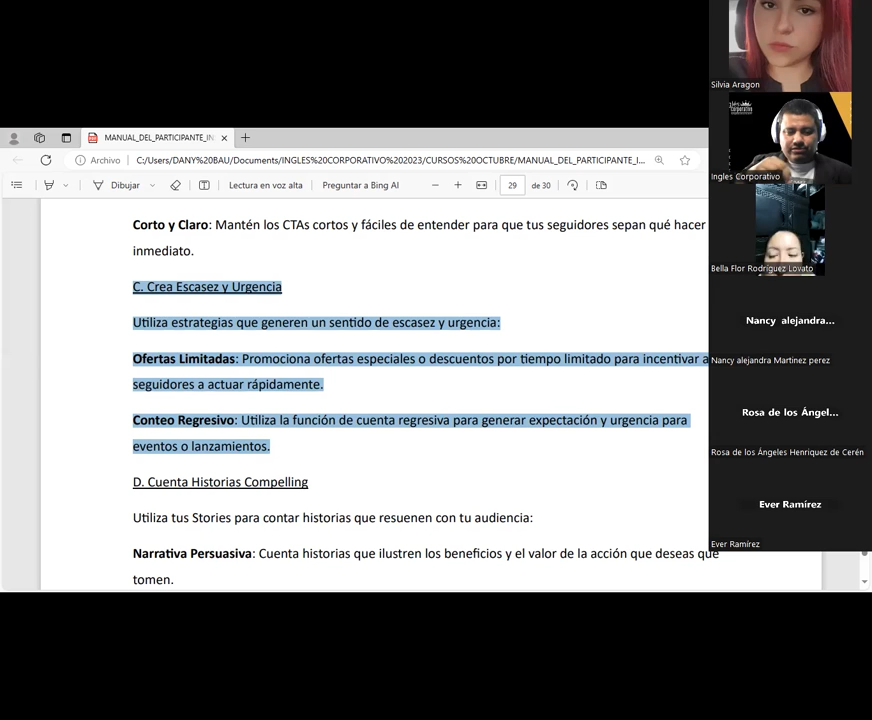 MANUAL_DEL_PARTICIPANTE_IN
Archivo
C:/Users/DANY%20BAU/Documents/INGLES%20CORPORATIVO%202023/CURSOS%20OCTUBRE/MANUAL_DEL_PARTICIPANTE_I...
Dibujar
Lectura en voz alta
Preguntar a Bing AI
29
de 30
Corto y Claro: Mantén los CTAs cortos y fáciles de entender para que tus seguidores sepan qué hacer
inmediato.
C. Crea Escasez y Urgencia
Utiliza estrategias que generen un sentido de escasez y urgencia:
Ofertas Limitadas: Promociona ofertas especiales o descuentos por tiempo limitado para incentivar a
seguidores a actuar rápidamente.
Conteo Regresivo: Utiliza la función de cuenta regresiva para generar expectación y urgencia para
eventos o lanzamientos.
D. Cuenta Historias Compelling
Utiliza tus Stories para contar historias que resuenen con tu audiencia:
Narrativa Persuasiva: Cuenta historias que ilustren los beneficios y el valor de la acción que deseas que
tomen.
Silvia Aragon
Ingles Corporativo
Bella Flor Rodríguez Lovato
Nancy alejandra...
Nancy alejandra Martinez perez
Rosa de los Ángel...
Rosa de los Ángeles Henriquez de Cerén
Ever Ramírez
Ever Ramírez